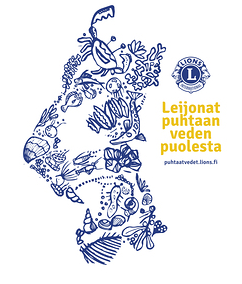 LIONS
L
INTERNATIONAL
Leijonat
puhtaan
veden
puolesta
puhtaatvedet.lions.fi